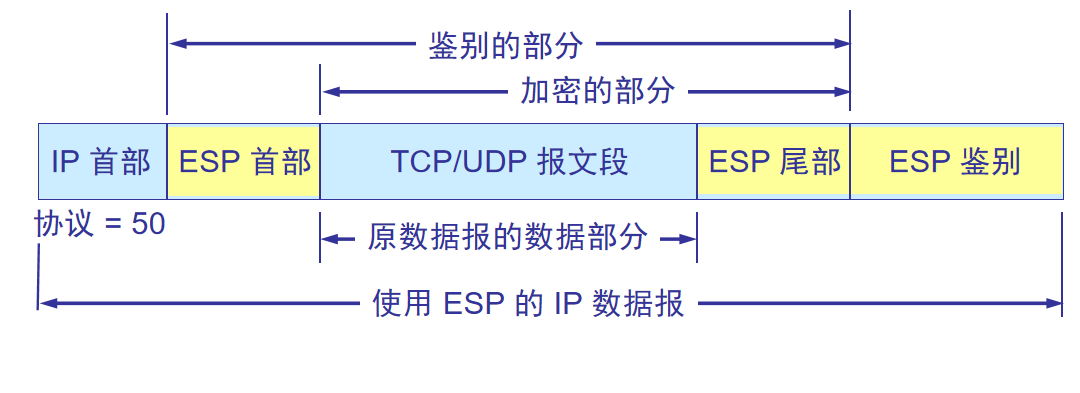 鉴别的部分
加密的部分
IP 首部 ESP 首部 TCP/UDP 报文段 ESP 尾部 ESP 鉴别
协议 = 50
原数据报的数据部分
使用 ESP 的 IP 数据报